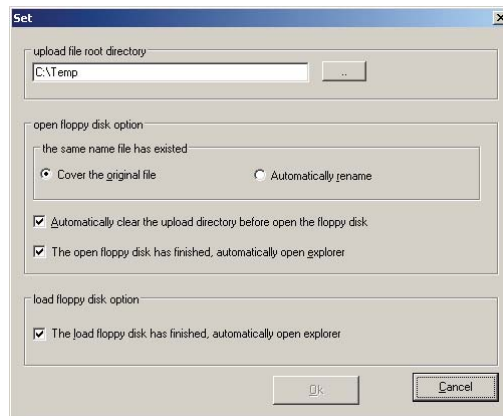 Set
upload file root directory
C:\Temp
..
open floppy disk option
the same name file has existed
Cover the original file
Automatically rename
Automatically clear the upload directory before open the floppy disk
The open floppy disk has finished, automatically open explorer
load floppy disk option
The load floppy disk has finished, automatically open explorer
Ok
Cancel